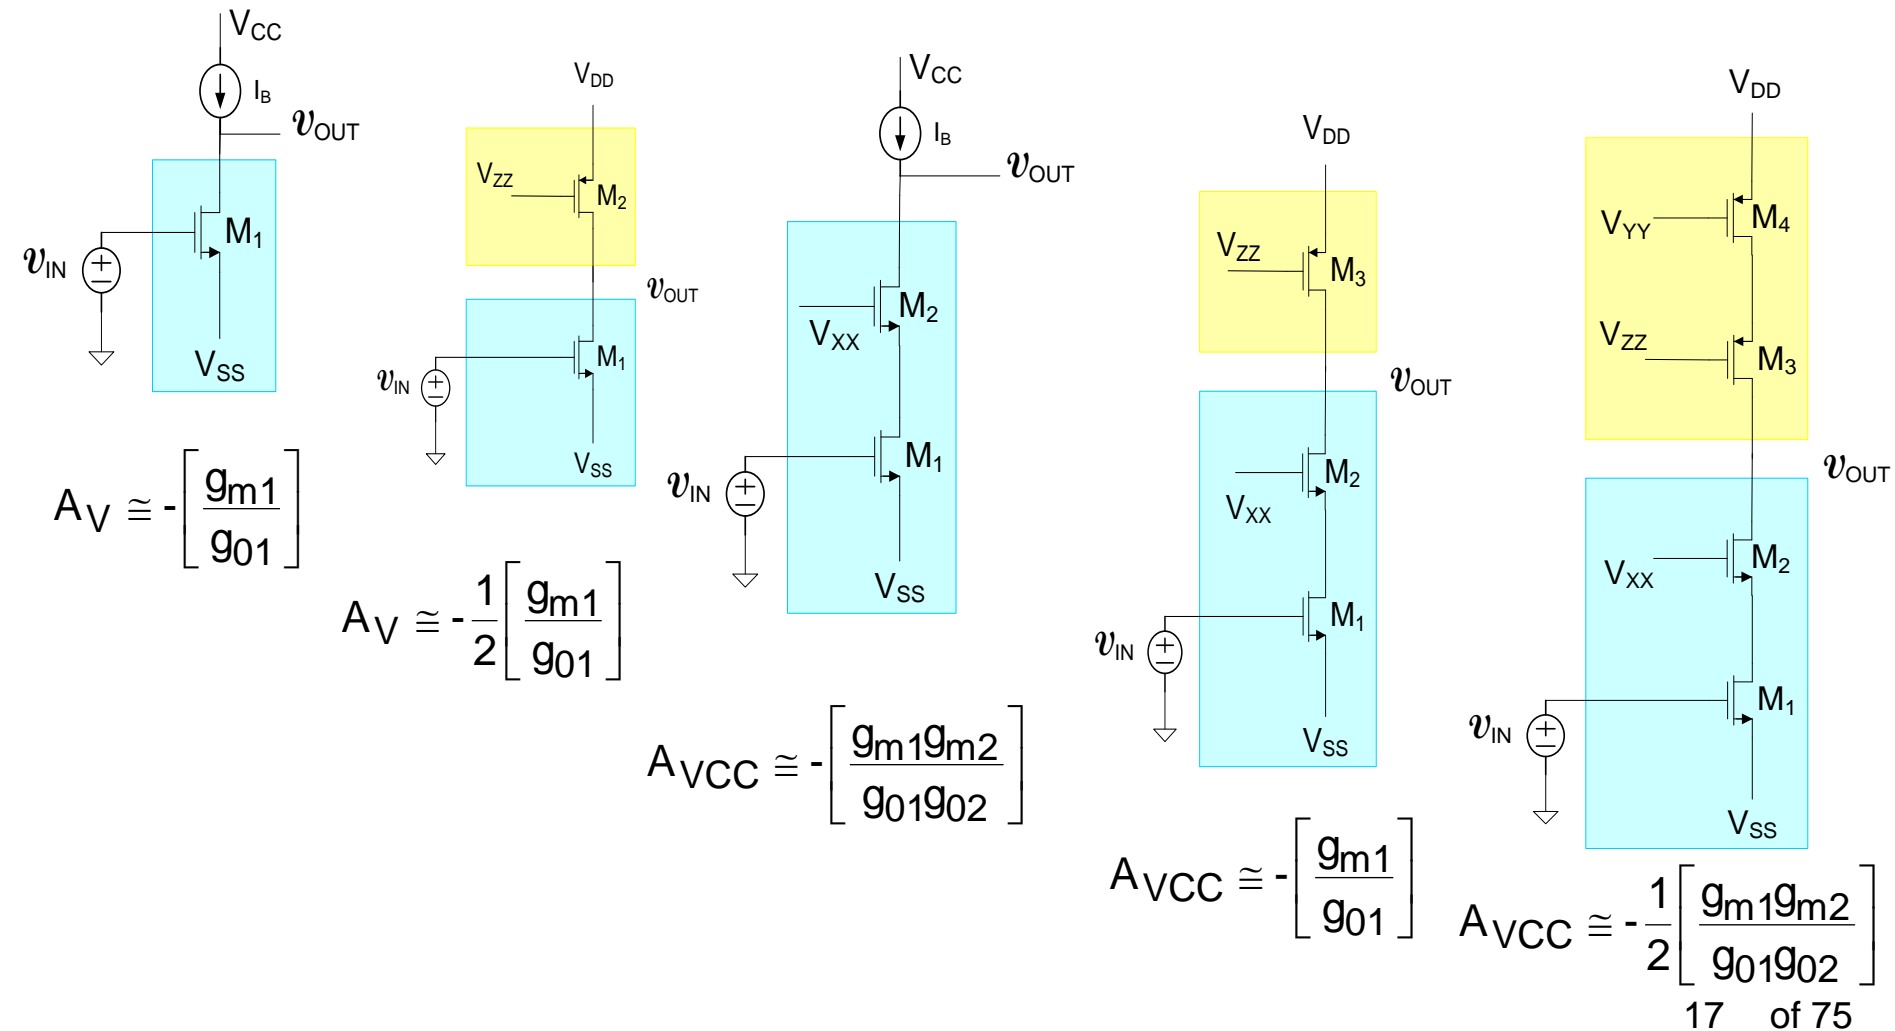 VCC
IB
vOUT
M1
vIN
VSS
AV ≅ -[gm1/g01]
VDD
VZZ
M2
vOUT
M1
vIN
VSS
AV ≅ -1/2[gm1/g01]
VCC
IB
vOUT
M2
VXX
M1
vIN
VSS
AVCC ≅ -[gm1gm2/g01g02]
VDD
VZZ
M3
vOUT
M2
VXX
M1
vIN
VSS
AVCC ≅ -[gm1/g01]
VDD
VYY
M4
VZZ
M3
vOUT
M2
VXX
M1
vIN
VSS
AVCC ≅ -1/2[gm1gm2/g01g02]
17 of 75